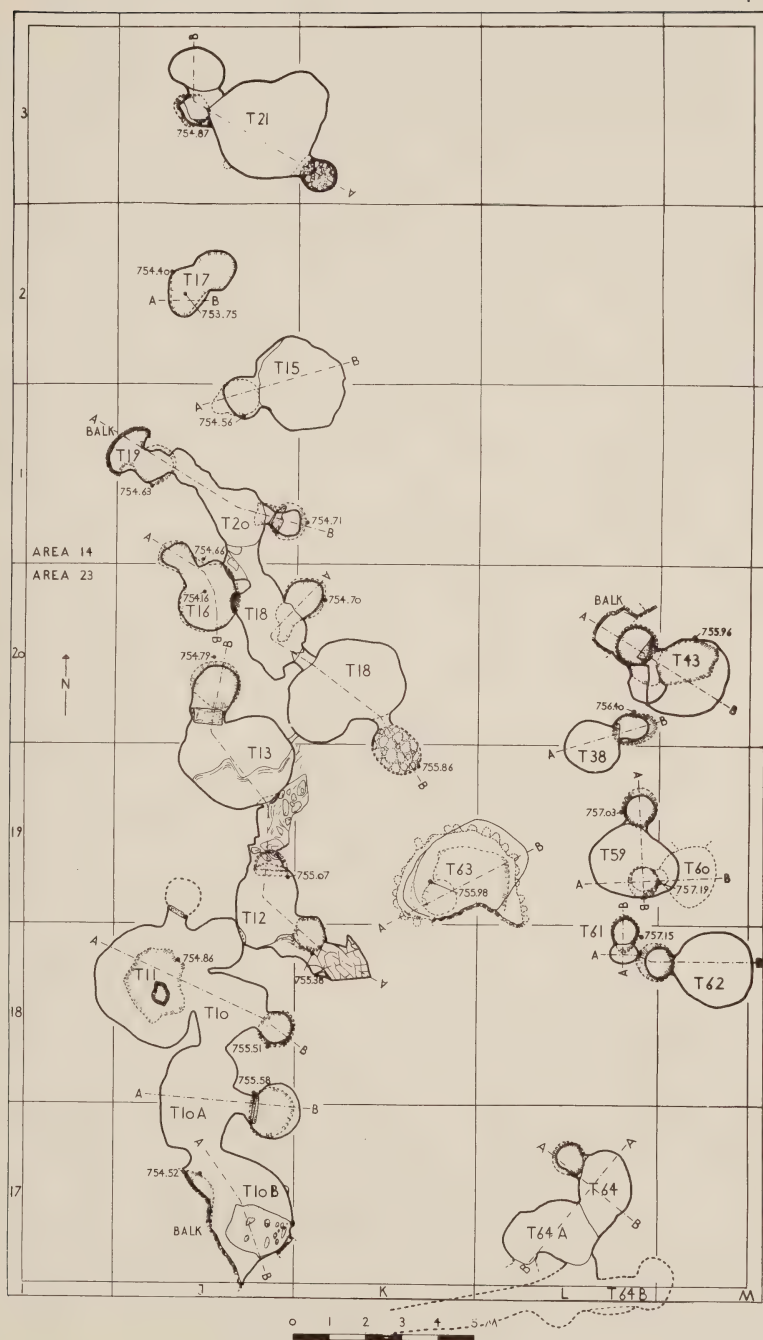 B
3
T21
754.87
A
2
754.40
T17
A B
753.75
T15
B
A
754.56
A
BALK
T19
1
754.63
T20
754.71
B
AREA 14
A
754.66
AREA 23
A
754.70
754.16
T16
T18
B
BALK
A
755.96
T43
20
N
754.79
B
T18
B
756.40
B
T38
A
T13
755.86
B
A
757.03
19
T63
B
T59
T60
755.07
755.98
A
B
757.19
B
T12
A
B
T61
757.15
A
A
T62
A
754.86
T11
755.38
A
T10
18
755.51
B
755.58
A
B
T10A
A
754.52
T10B
A
A
T64
B
T64A
17
BALK
B
B
J
K
L
T64B
M
0 1 2 3 4 5 M